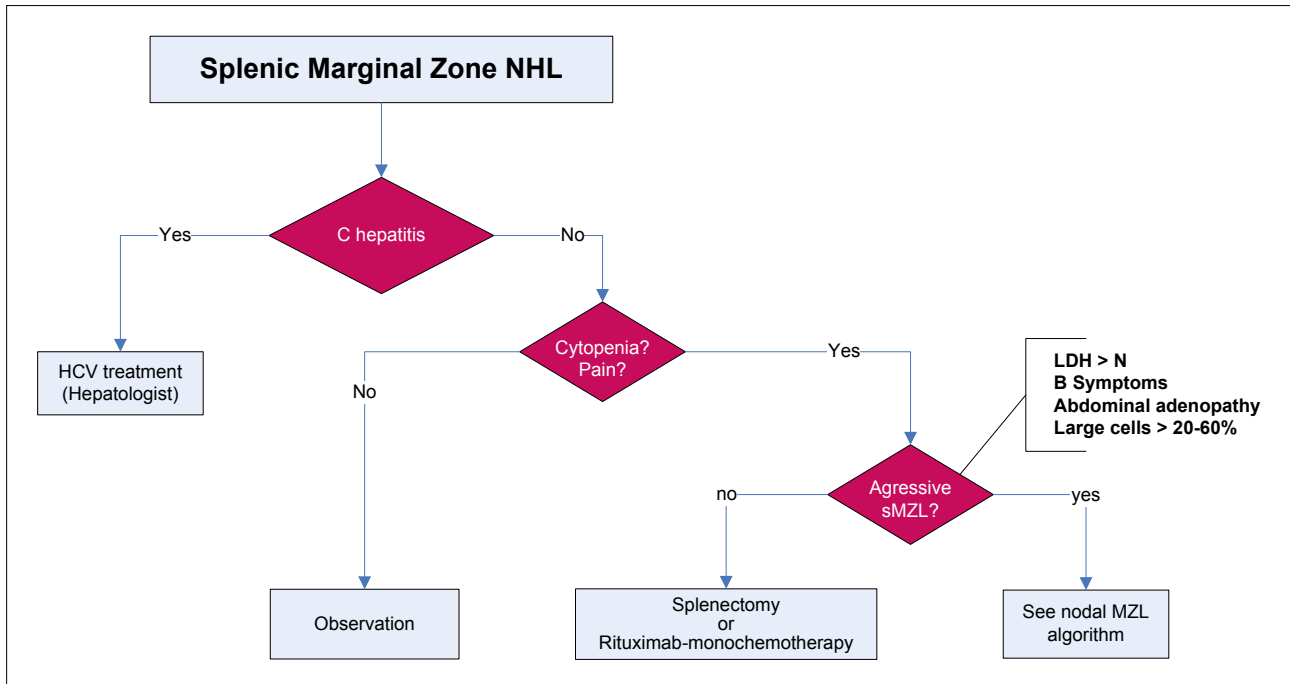 Splenic Marginal Zone NHL
C hepatitis
Yes
No
HCV treatment
(Hepatologist)
Cytopenia?
Pain?
No
Yes
LDH > N
B Symptoms
Abdominal adenopathy
Large cells > 20-60%
Agressive
sMZL?
no
yes
Observation
Splenectomy
or
Rituximab-monochemotherapy
See nodal MZL
algorithm